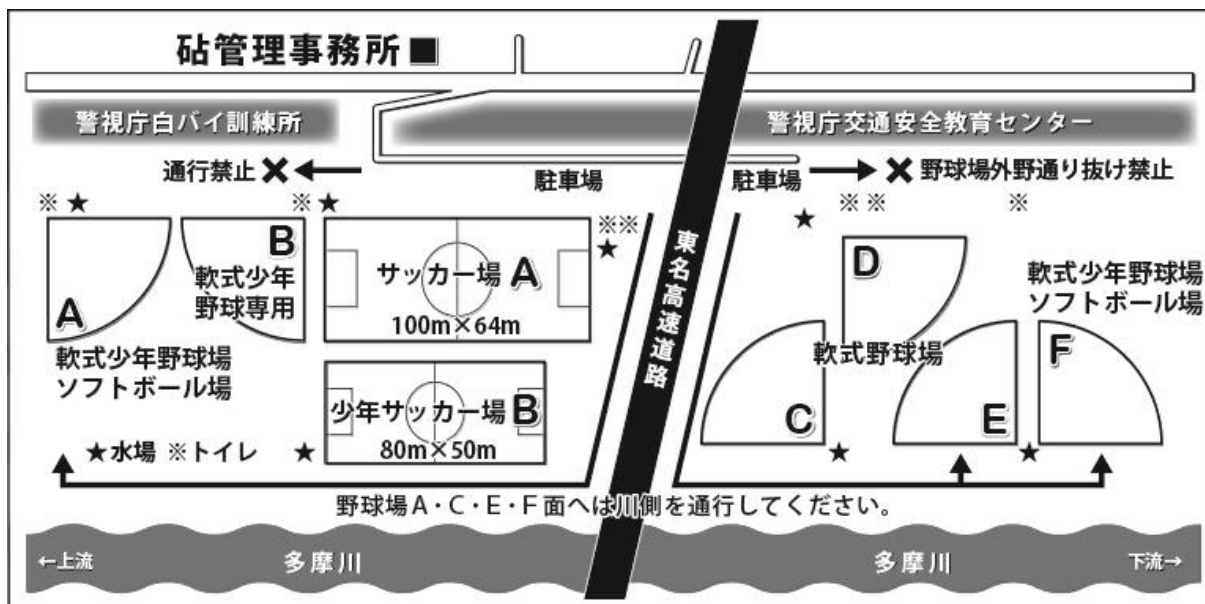 砧管理事務所■
警視庁白バイ訓練所
警視庁交通安全教育センター
通行禁止✖←
駐車場
駐車場
→✖野球場外野通り抜け禁止
※★
※★
※※
★
★
※※
※
東名高速道路
A
軟式少年野球場
ソフトボール場
B
軟式少年
野球専用
サッカー場 A
100m×64m
少年サッカー場 B
80m×50m
D
軟式野球場
C
E
軟式少年野球場
ソフトボール場
F
★水場 ※トイレ
★
★
★
野球場A・C・E・F面へは川側を通行してください。
←上流
多摩川
多摩川
下流→